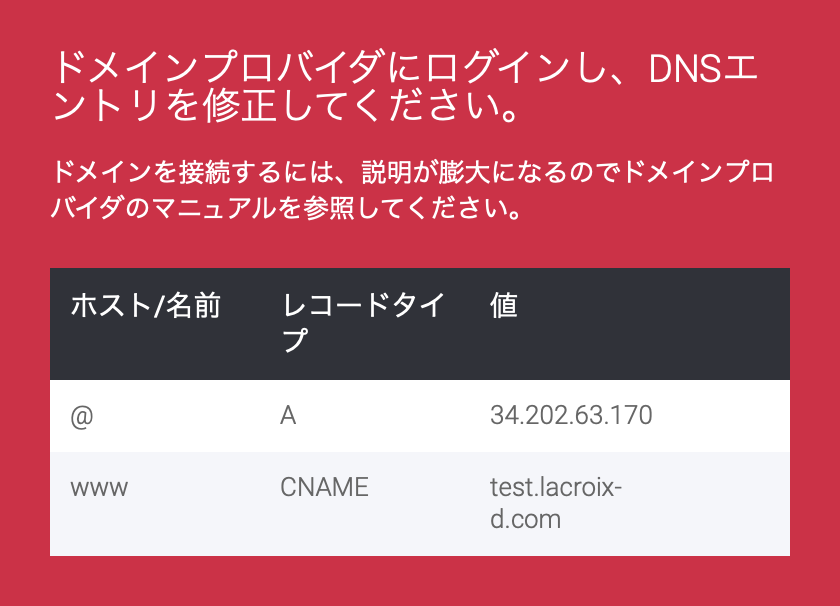 ドメインプロバイダにログインし、DNSエ
ントリを修正してください。
ドメインを接続するには、説明が膨大になるのでドメインプロ
バイダのマニュアルを参照してください。
ホスト/名前 レコードタイ 値
プ
@ A 34.202.63.170
www CNAME test.lacroix-
d.com